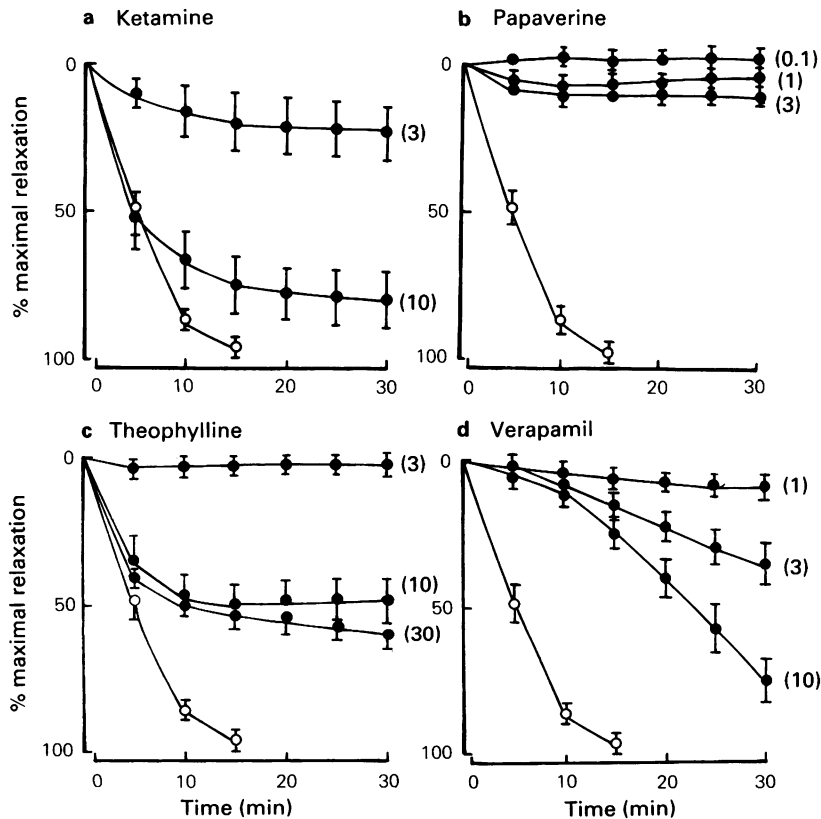 a Ketamine
% maximal relaxation
0
50
100
(3)
(10)
0 10 20 30
b Papaverine
0
50
100
(0.1)
(1)
(3)
0 10 20 30
c Theophylline
% maximal relaxation
0
50
100
(3)
(10)
(30)
0 10 20 30
Time (min)
d Verapamil
0
50
100
(1)
(3)
(10)
0 10 20 30
Time (min)